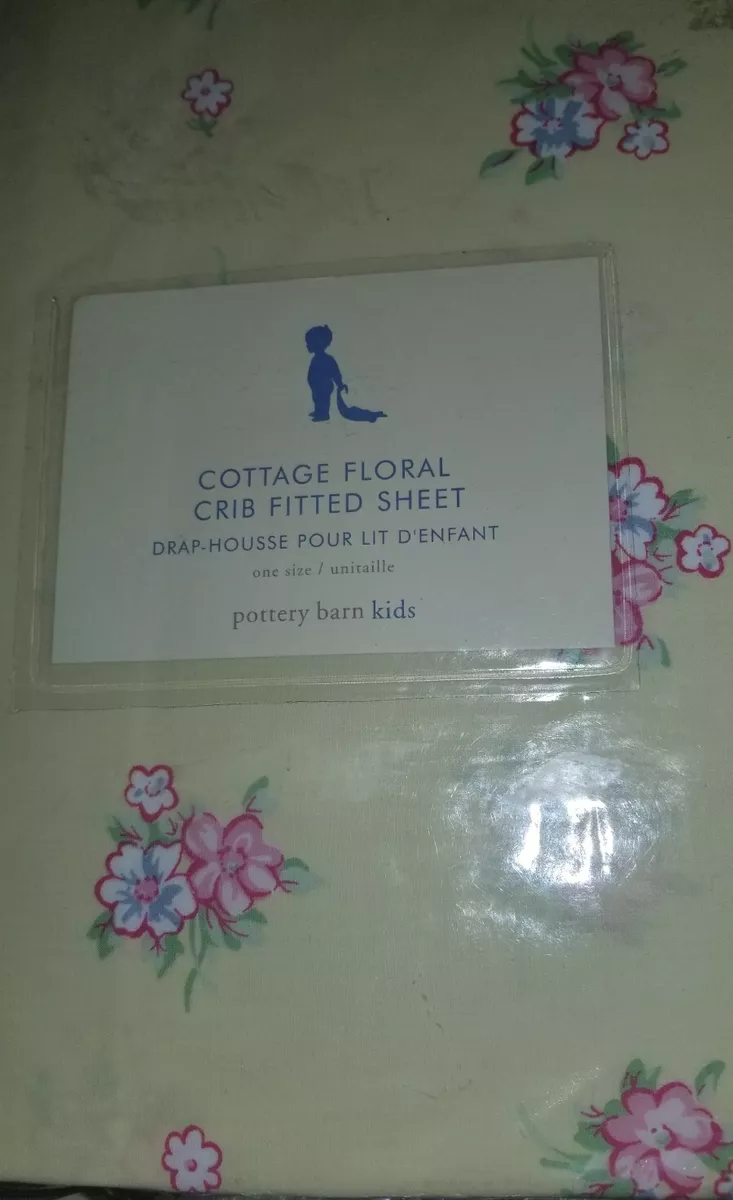 COTTAGE FLORAL
CRIB FITTED SHEET
DRAP-HOUSSE POUR LIT D'ENFANT
one size / unitaille
pottery barn kids